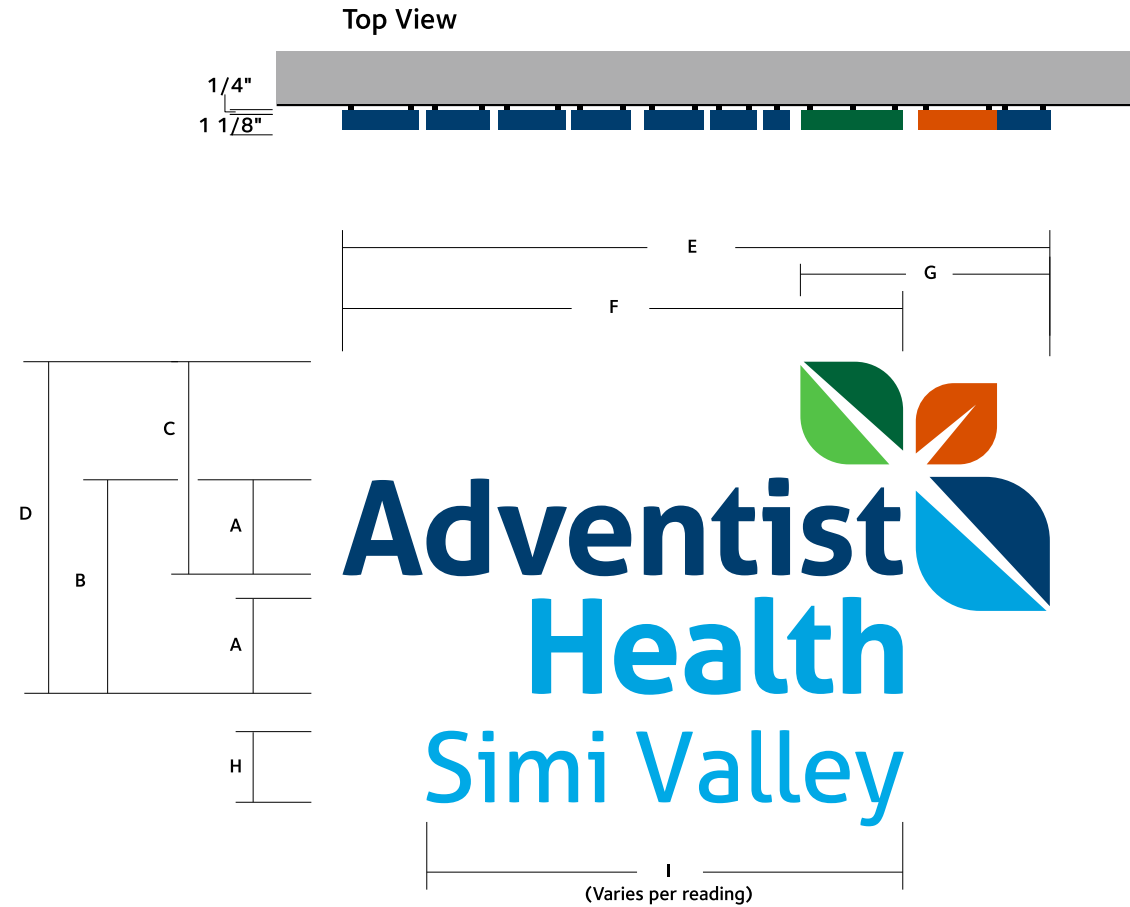 Top View
1/4"
1 1/8"
E
G
F
C
D
A
B
A
H
Adventist
Health
Simi Valley
I
(Varies per reading)